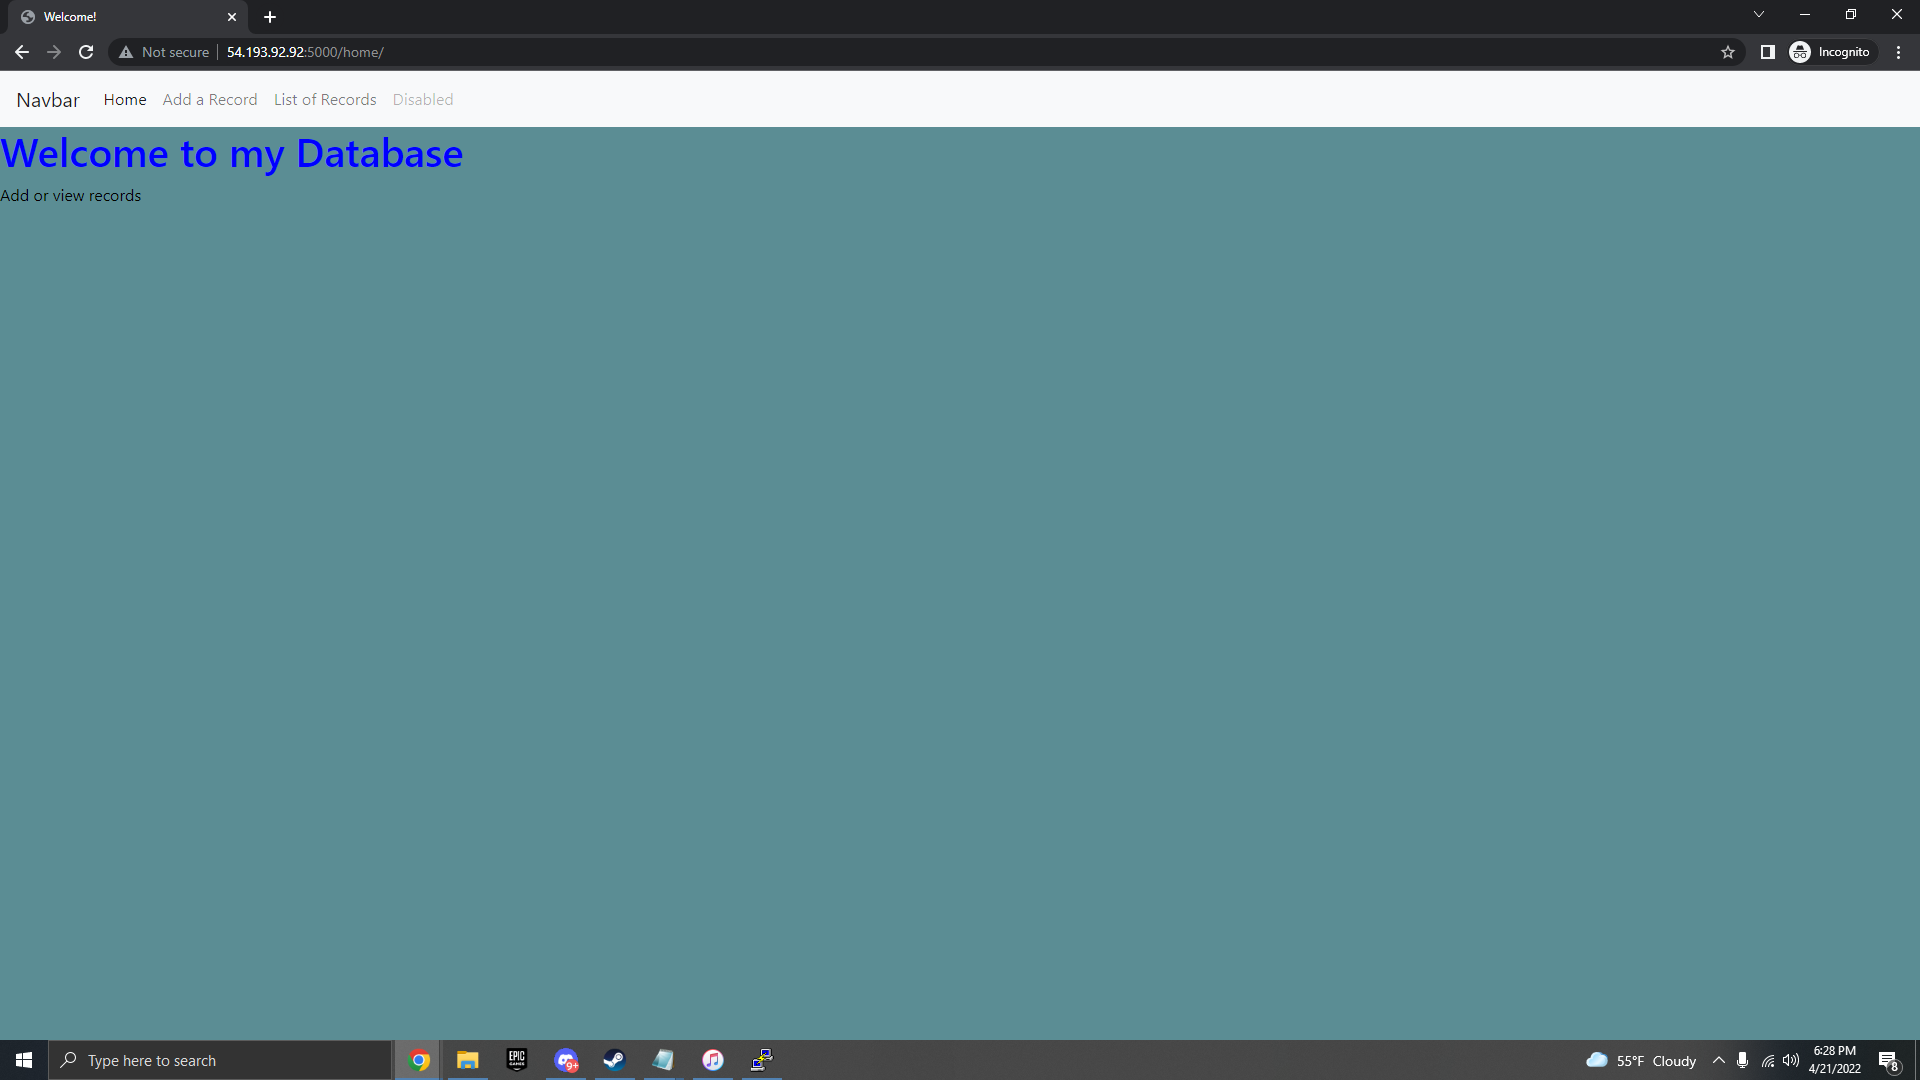 Welcome!
Not secure
54.193.92.92:5000/home/
Incognito
Navbar
Home
Add a Record
List of Records
Disabled
Welcome to my Database
Add or view records
Type here to search
EPIC
GAMES
9+
55°F Cloudy
6:28 PM
4/21/2022
8